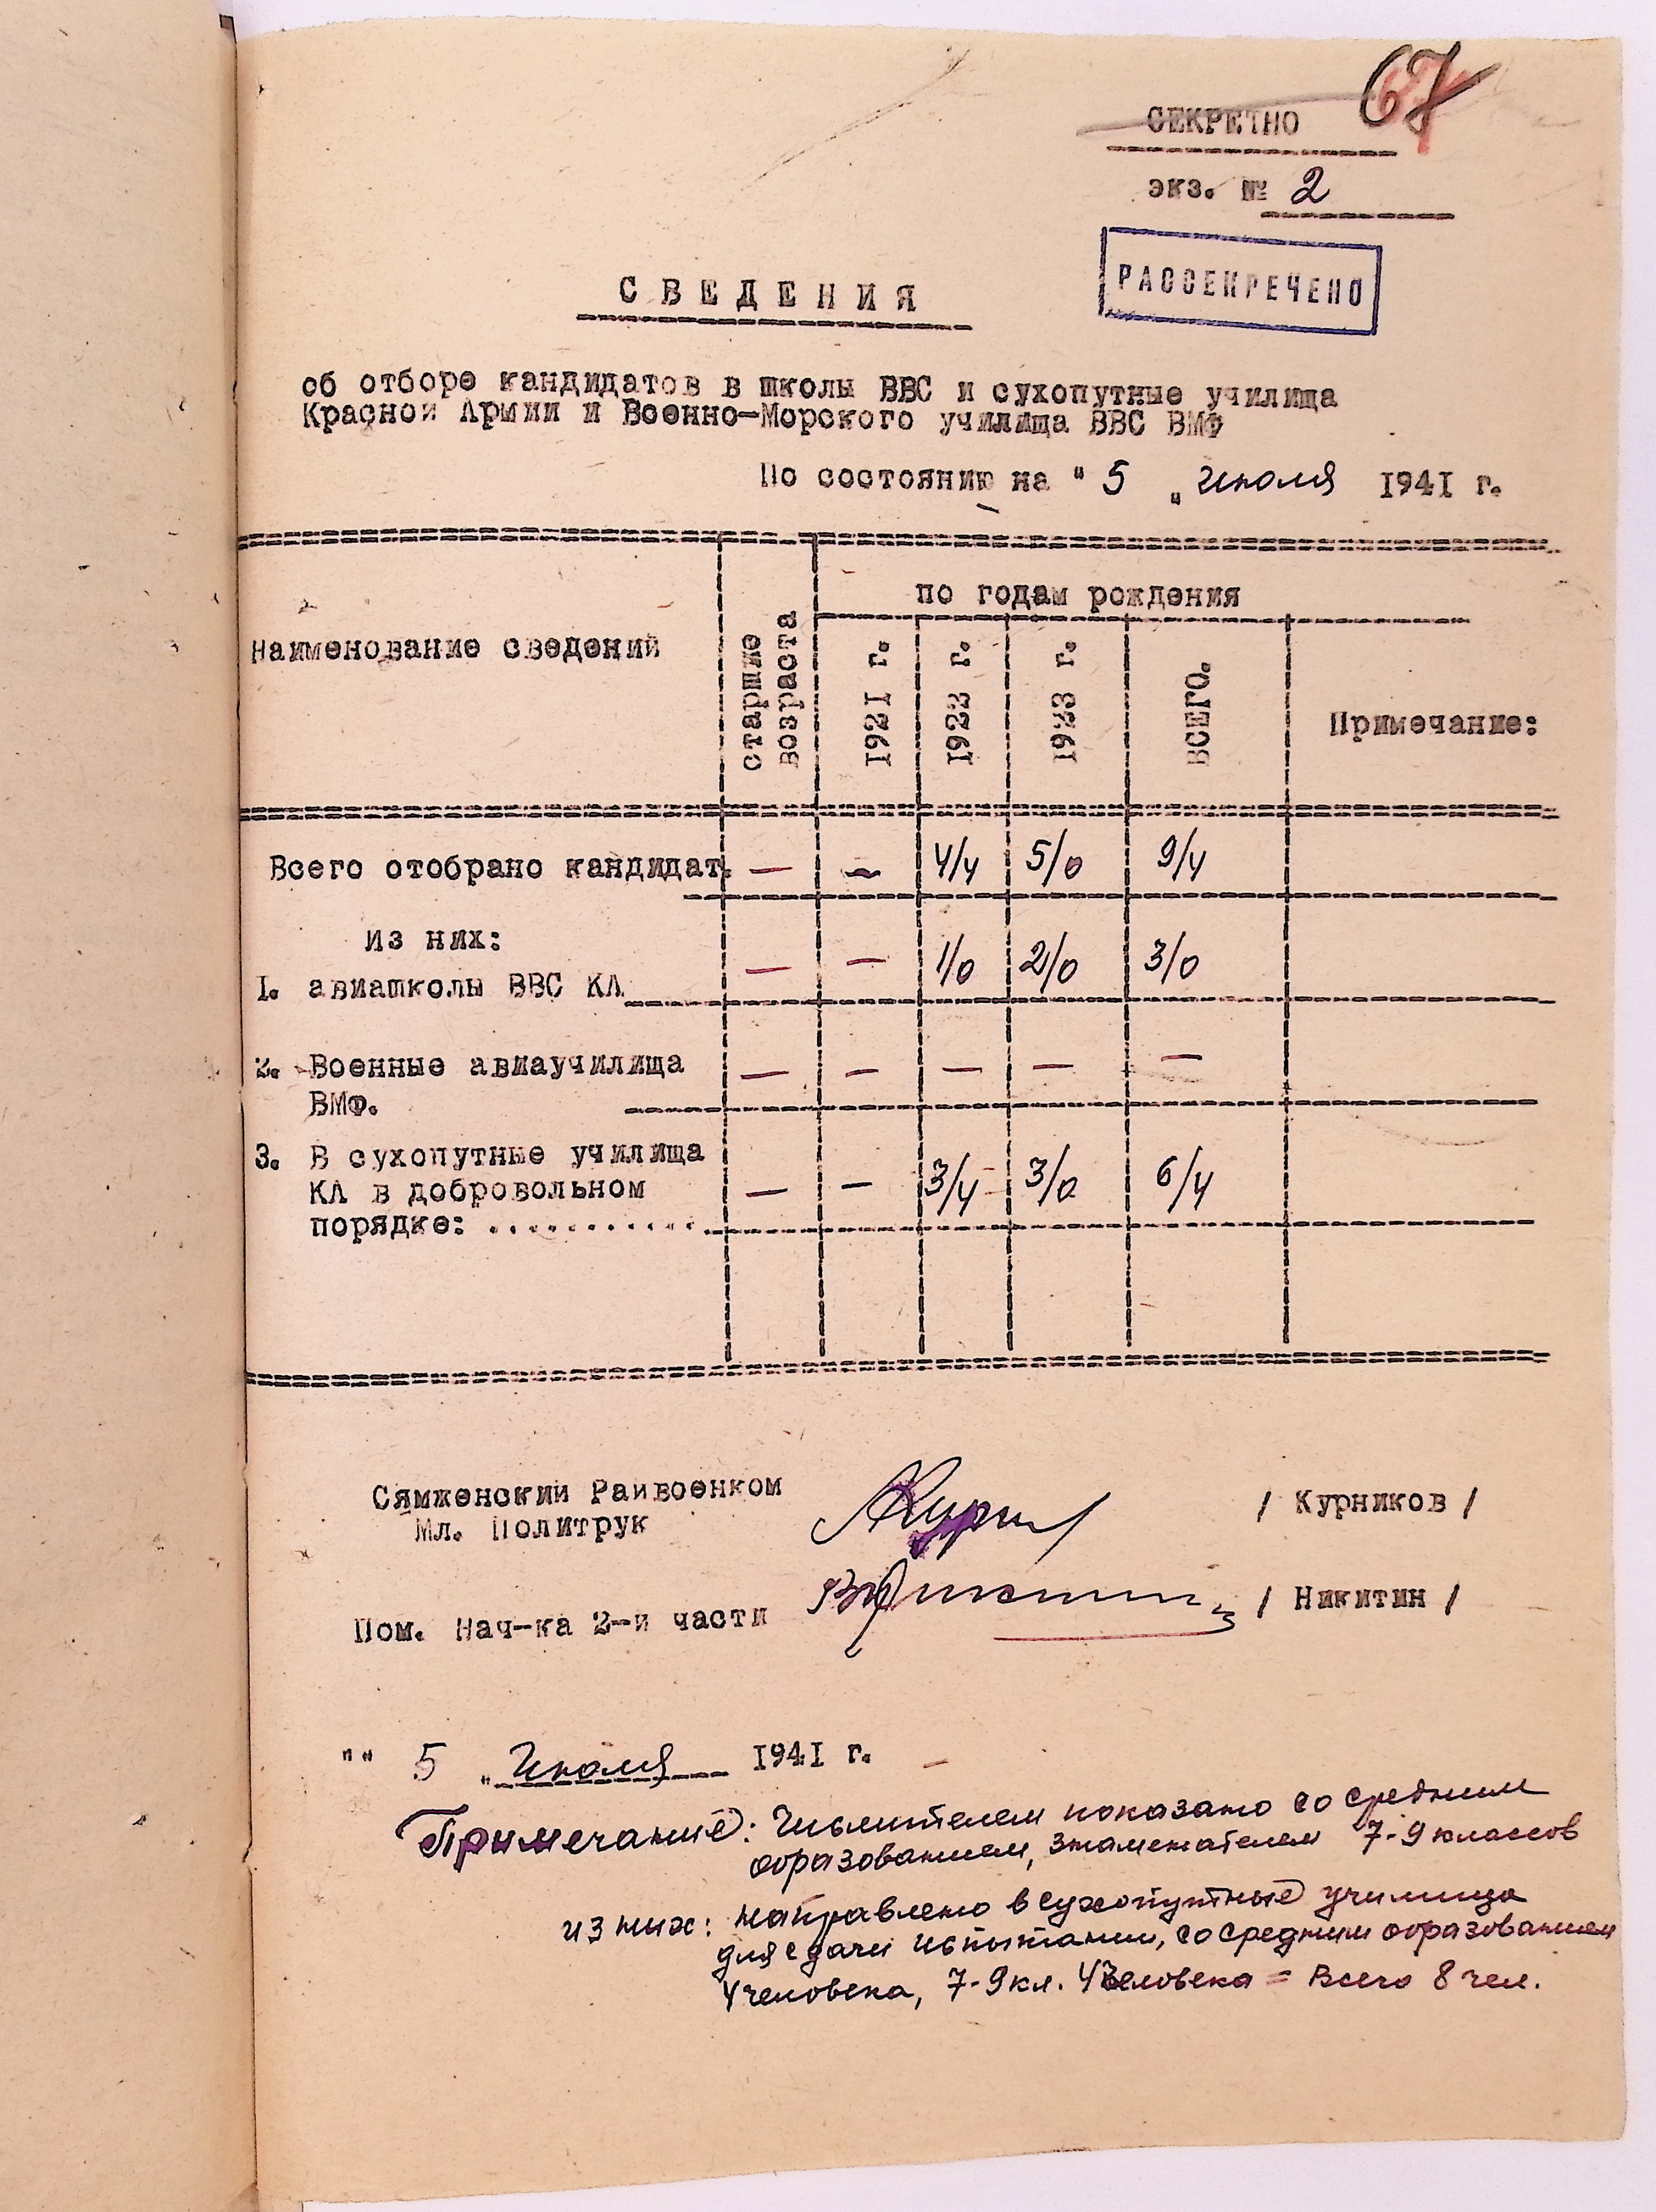 67
СЕКРЕТНО
экз. № 2
РАССЕКРЕЧЕНО
СВЕДЕНИЯ
об отборе кандидатов в школы ВВС и сухопутные училища
Красной Армии и Военно-Морского училища ВВС ВМФ
По состоянию на " 5 " Июля 1941 г.
Наименование сведений
старшие
возраста
по годам рождения
1921 г.
1922 г.
1923 г.
ВСЕГО.
Примечание:
Всего отобрано кандидат. — — 4/4 5/0 9/4
из них:
1. авиашколы ВВС КА — — 1/0 2/0 3/0
2. Военные авиаучилища — — — — —
ВМФ.
3. В сухопутные училища
КА в добровольном — — 3/4 3/0 6/4
порядке: ............
Сямженский Райвоенком
Мл. Политрук
/ Курников /
Пом. Нач-ка 2-й части / Никитин /
"" 5 " Июля 1941 г.
Примечание: Числителем показано со средним
образованием, знаменателем 7-9 классов
из них: направлено в сухопутные училища
для сдачи испытании, со средним образованием
4 человека, 7-9 кл. 4 человека = Всего 8 чел.